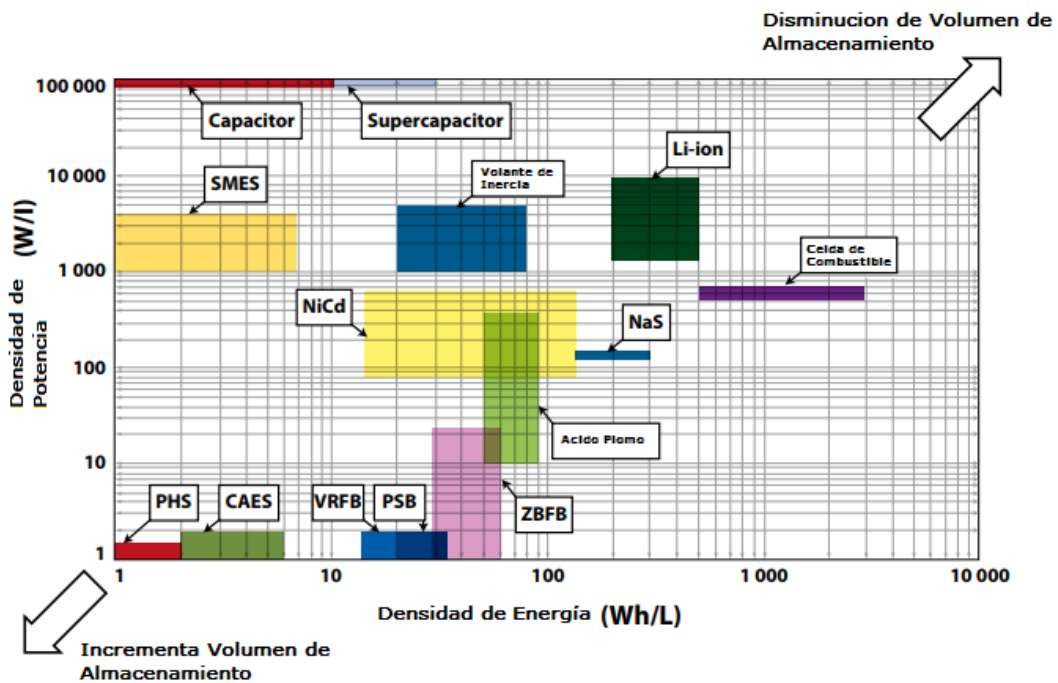 Disminucion de Volumen de
Almacenamiento
100 000
Capacitor
Supercapacitor
Li-ion
10 000
SMES
Volante de
Inercia
Densidad de
Potencia
(W/l)
Celda de
Combustible
1 000
NiCd
NaS
100
Acido Plomo
10
PHS
CAES
VRFB
PSB
ZBFB
1
1
10
100
1 000
10 000
Densidad de Energía (Wh/L)
Incrementa Volumen de
Almacenamiento